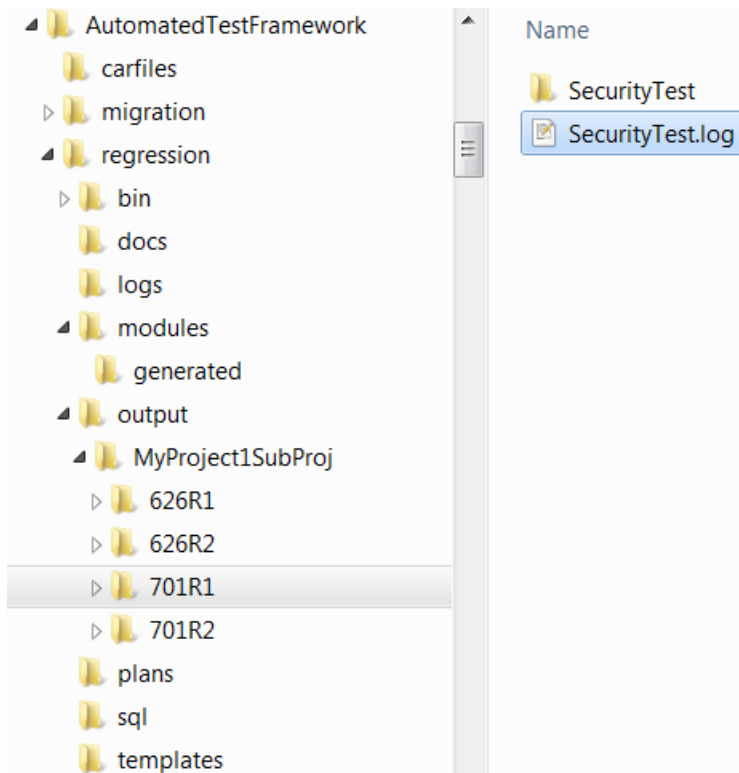 AutomatedTestFramework
carfiles
migration
regression
bin
docs
logs
modules
generated
output
MyProject1SubProj
626R1
626R2
701R1
701R2
plans
sql
templates
Name
SecurityTest
SecurityTest.log